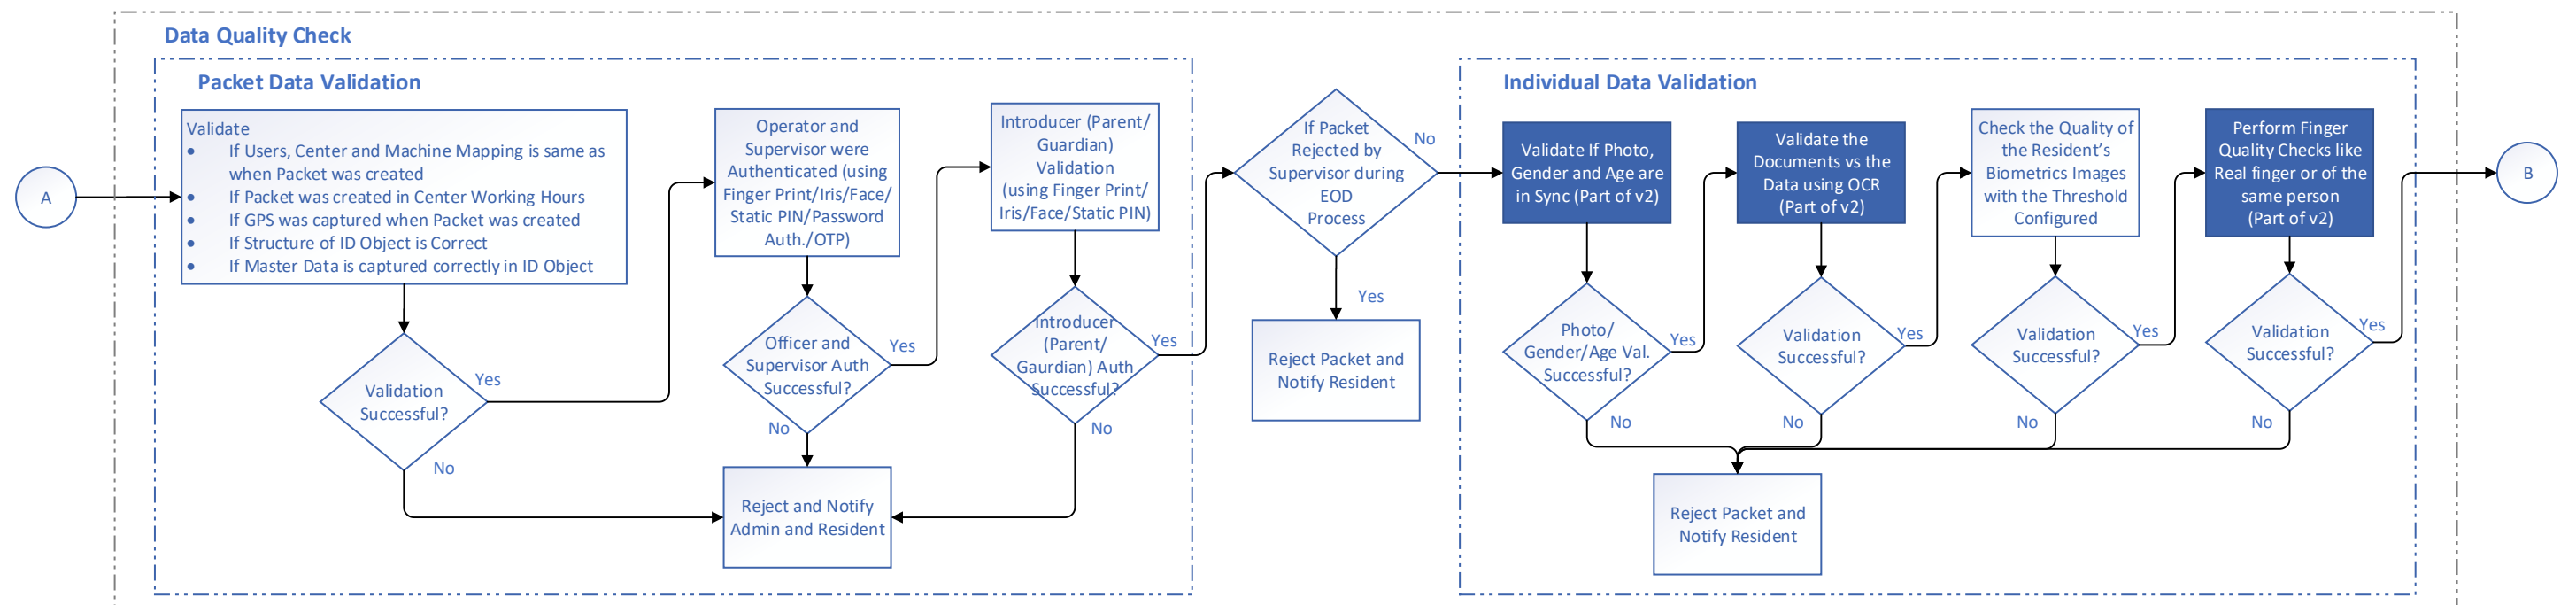 Data Quality Check
Packet Data Validation
A
Validate
• If Users, Center and Machine Mapping is same as
when Packet was created
• If Packet was created in Center Working Hours
• If GPS was captured when Packet was created
• If Structure of ID Object is Correct
• If Master Data is captured correctly in ID Object
Validation
Successful?
Yes
No
Operator and
Supervisor were
Authenticated (using
Finger Print/Iris/Face/
Static PIN/Password
Auth./OTP)
Officer and
Supervisor Auth
Successful?
Yes
No
Introducer (Parent/
Guardian)
Validation
(using Finger Print/
Iris/Face/Static PIN)
Introducer
(Parent/
Gaurdian) Auth
Successful?
Yes
No
Reject and Notify
Admin and Resident
If Packet
Rejected by
Supervisor during
EOD
Process
No
Yes
Reject Packet and
Notify Resident
Individual Data Validation
Validate If Photo,
Gender and Age are
in Sync (Part of v2)
Photo/
Gender/Age Val.
Successful?
Yes
No
Validate the
Documents vs the
Data using OCR
(Part of v2)
Validation
Successful?
Yes
No
Check the Quality of
the Resident's
Biometrics Images
with the Threshold
Configured
Validation
Successful?
Yes
No
Perform Finger
Quality Checks like
Real finger or of the
same person
(Part of v2)
Validation
Successful?
Yes
No
Reject Packet and
Notify Resident
B